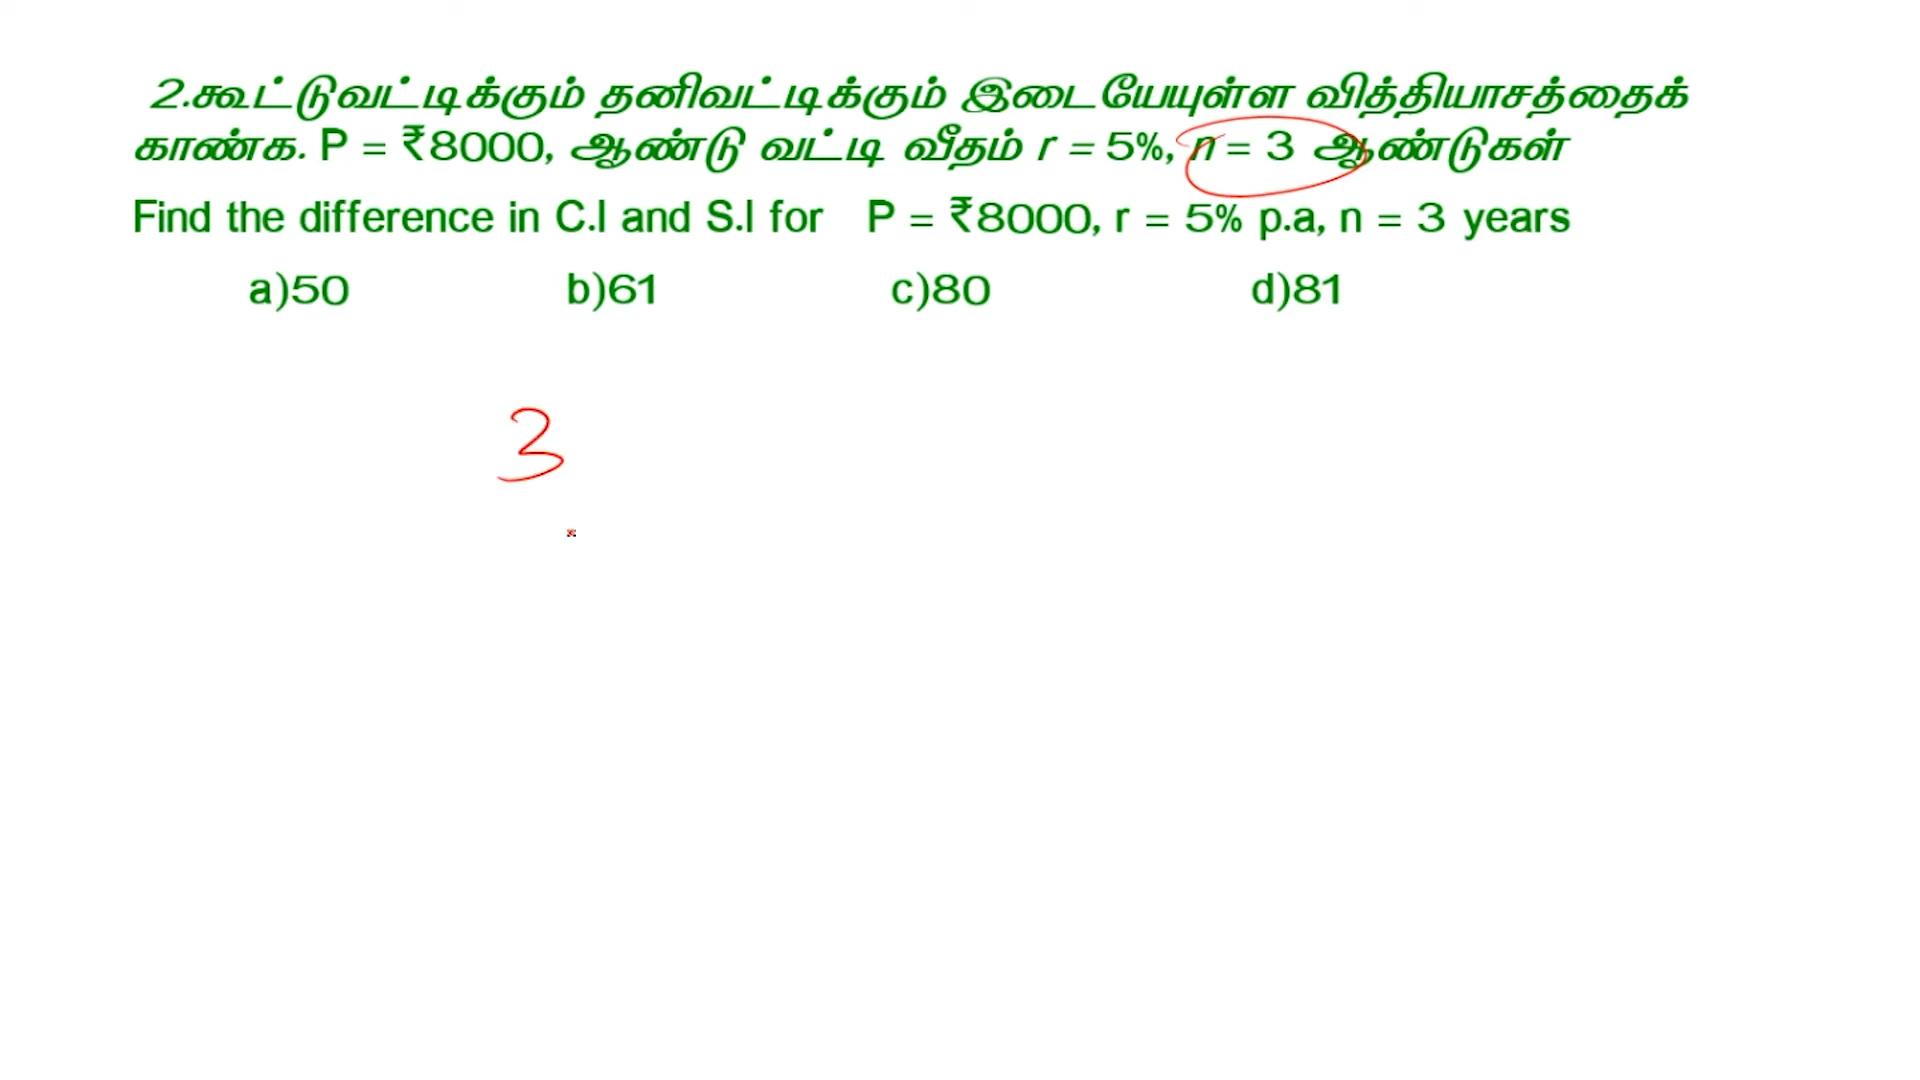 2.கூட்டுவட்டிக்கும் தனிவட்டிக்கும் இடையேயுள்ள வித்தியாசத்தைக்
காண்க. P = ₹8000, ஆண்டு வட்டி வீதம் r = 5%, n = 3 ஆண்டுகள்
Find the difference in C.I and S.I for P = ₹8000, r = 5% p.a, n = 3 years
a)50 b)61 c)80 d)81
3